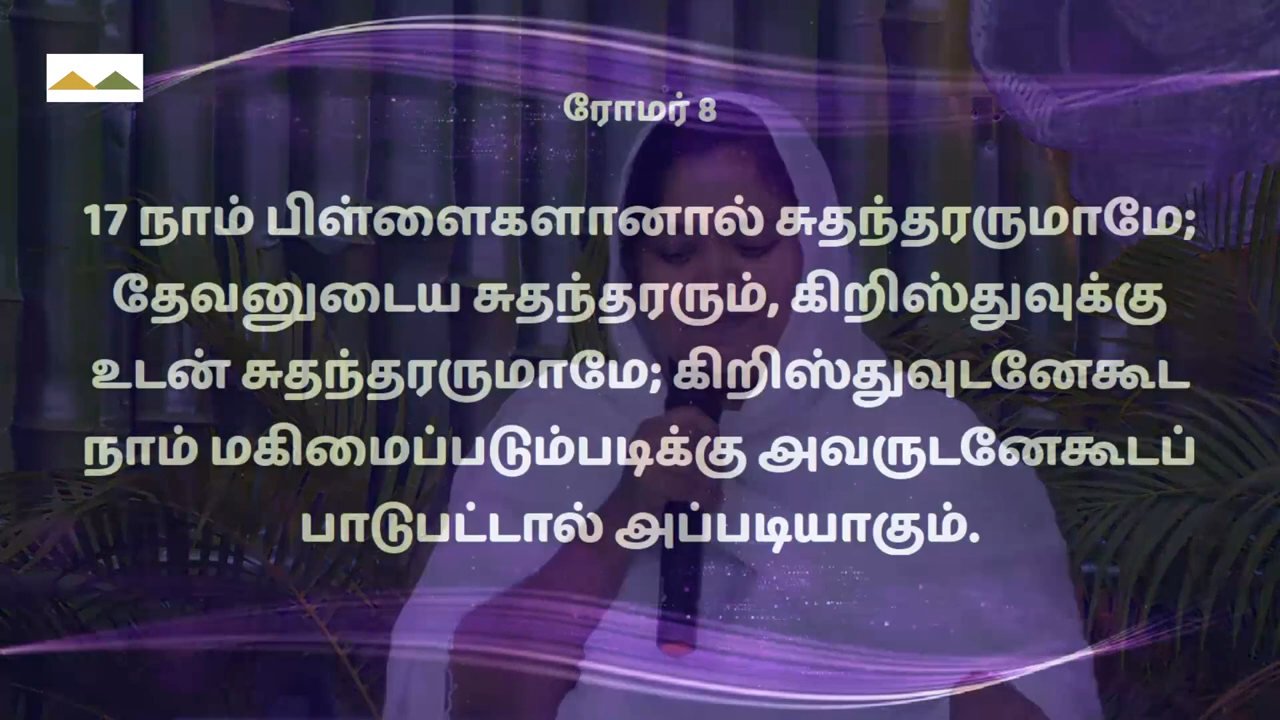 ரோமர் 8
17 நாம் பிள்ளைகளானால் சுதந்தரருமாமே;
தேவனுடைய சுதந்தரரும், கிறிஸ்துவுக்கு
உடன் சுதந்தரருமாமே; கிறிஸ்துவுடனேகூட
நாம் மகிமைப்படும்படிக்கு அவருடனேகூடப்
பாடுபட்டால் அப்படியாகும்.